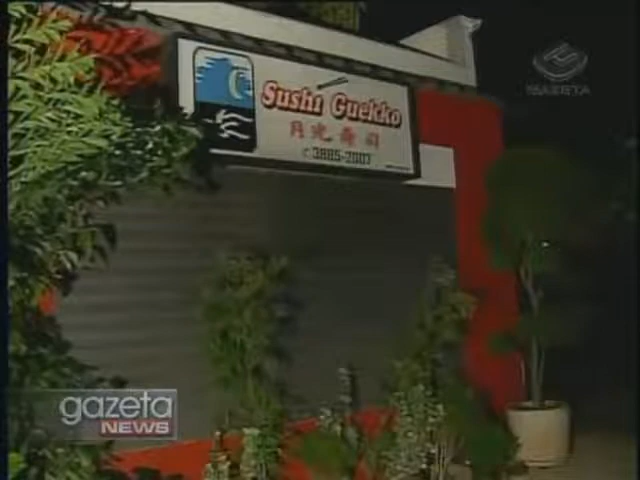 GAZETA
Sushi Guekko
月光寿司
3885-2007
gazeta
NEWS